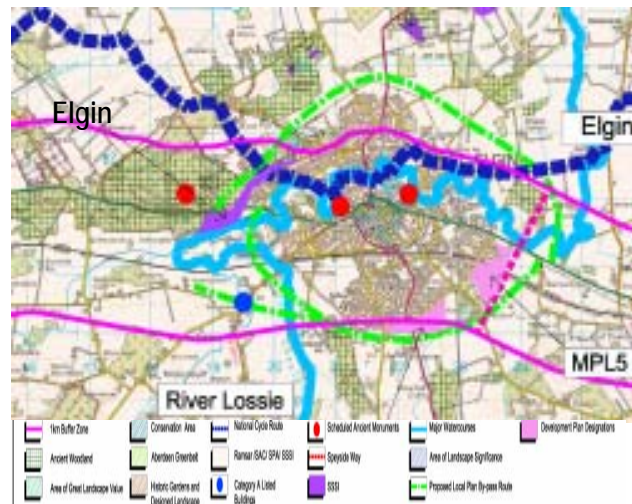 Elgin
Elgin
MPL5
River Lossie
1km Buffer Zone
Conservation Area
National Cycle Route
Scheduled Ancient Monuments
Major Watercourses
Development Plan Designations
Ancient Woodland
Aberdeen Greenbelt
Ramsar /SAC/ SPA/ SSSI
Speyside Way
Area of Landscape Significance
Area of Great Landscape Value
Historic Gardens and
Designed Landscape
Category A Listed
Buildings
SSSI
Proposed Local Plan By-pass Route